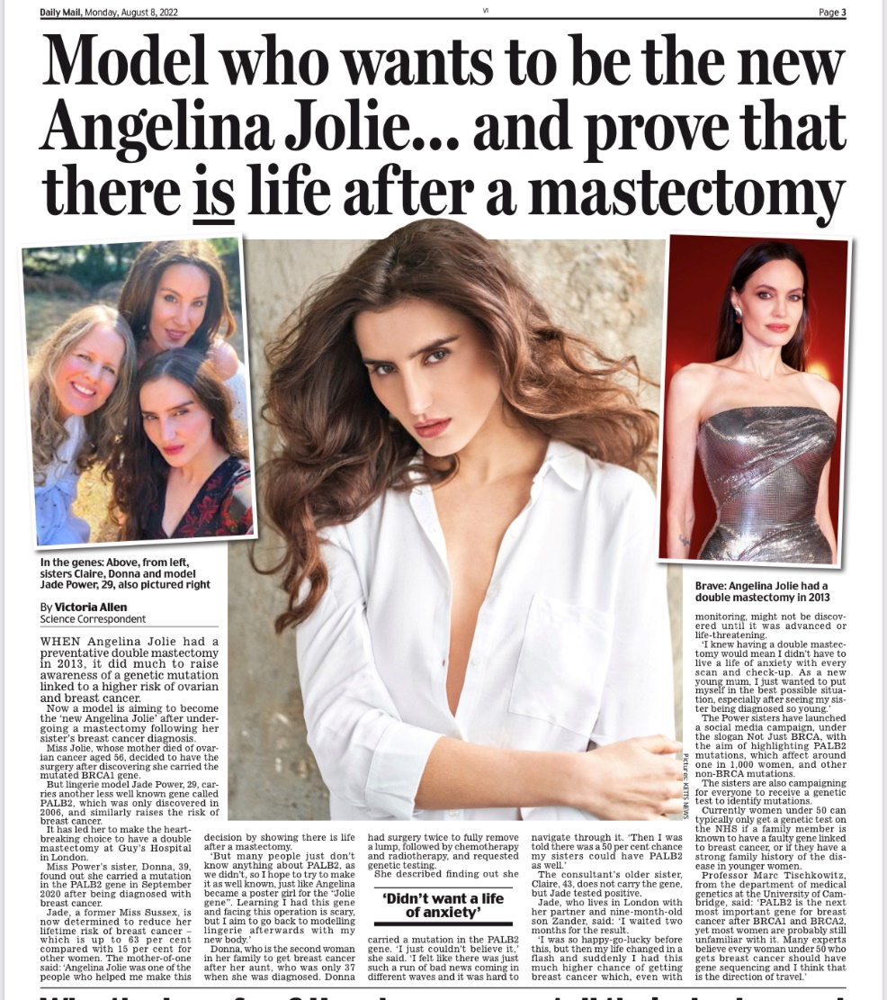 Daily Mail, Monday, August 8, 2022
VI
Page 3
Model who wants to be the new
Angelina Jolie... and prove that
there is life after a mastectomy
In the genes: Above, from left,
sisters Claire, Donna and model
Jade Power, 29, also pictured right
By Victoria Allen
Science Correspondent
WHEN Angelina Jolie had a
preventative double mastectomy
in 2013, it did much to raise
awareness of a genetic mutation
linked to a higher risk of ovarian
and breast cancer.
Now a model is aiming to become
the ‘new Angelina Jolie’ after under-
going a mastectomy following her
sister’s breast cancer diagnosis.
Miss Jolie, whose mother died of ovar-
ian cancer aged 56, decided to have the
surgery after discovering she carried the
mutated BRCA1 gene.
But lingerie model Jade Power, 29, car-
ries another less well known gene called
PALB2, which was only discovered in
2006, and similarly raises the risk of
breast cancer.
It has led her to make the heart-
breaking choice to have a double
mastectomy at Guy’s Hospital
in London.
Miss Power’s sister, Donna, 39,
found out she carried a mutation
in the PALB2 gene in September
2020 after being diagnosed with
breast cancer.
Jade, a former Miss Sussex, is
now determined to reduce her
lifetime risk of breast cancer –
which is up to 63 per cent
compared with 15 per cent for
other women. The mother-of-one
said: ‘Angelina Jolie was one of the
people who helped me make this
decision by showing there is life
after a mastectomy.
‘But many people just don’t
know anything about PALB2, as
we didn’t, so I hope to try to make
it as well known, just like Angelina
became a poster girl for the “Jolie
gene”. Learning I had this gene
and facing this operation is scary,
but I aim to go back to modelling
lingerie afterwards with my
new body.’
Donna, who is the second woman
in her family to get breast cancer
after her aunt, who was only 37
when she was diagnosed. Donna
had surgery twice to fully remove
a lump, followed by chemotherapy
and radiotherapy, and requested
genetic testing.
She described finding out she
‘Didn’t want a life
of anxiety’
carried a mutation in the PALB2
gene. ‘I just couldn’t believe it,’
she said. ‘I felt like there was just
such a run of bad news coming in
different waves and it was hard to
navigate through it. ‘Then I was
told there was a 50 per cent chance
my sisters could have PALB2
as well.’
The consultant’s older sister,
Claire, 43, does not carry the gene,
but Jade tested positive.
Jade, who lives in London with
her partner and nine-month-old
son Zander, said: ‘I waited two
months for the result.
‘I was so happy-go-lucky before
this, but then my life changed in a
flash and suddenly I had this
much higher chance of getting
breast cancer which, even with
Pictures: KETTS NEWS
Brave: Angelina Jolie had a
double mastectomy in 2013
monitoring, might not be discov-
ered until it was advanced or
life-threatening.
‘I knew having a double mastec-
tomy would mean I didn’t have to
live a life of anxiety with every
scan and check-up. As a new
young mum, I just wanted to put
myself in the best possible situa-
tion, especially after seeing my sis-
ter being diagnosed so young.’
The Power sisters have launched
a social media campaign, under
the slogan Not Just BRCA, with
the aim of highlighting PALB2
mutations, which affect around
one in 1,000 women, and other
non-BRCA mutations.
The sisters are also campaigning
for everyone to receive a genetic
test to identify mutations.
Currently women under 50 can
typically only get a genetic test on
the NHS if a family member is
known to have a faulty gene linked
to breast cancer, or if they have a
strong family history of the dis-
ease in younger women.
Professor Marc Tischkowitz,
from the department of medical
genetics at the University of Cam-
bridge, said: ‘PALB2 is the next
most important gene for breast
cancer after BRCA1 and BRCA2,
yet most women are probably still
unfamiliar with it. Many experts
believe every woman under 50 who
gets breast cancer should have
gene sequencing and I think that
is the direction of travel.’